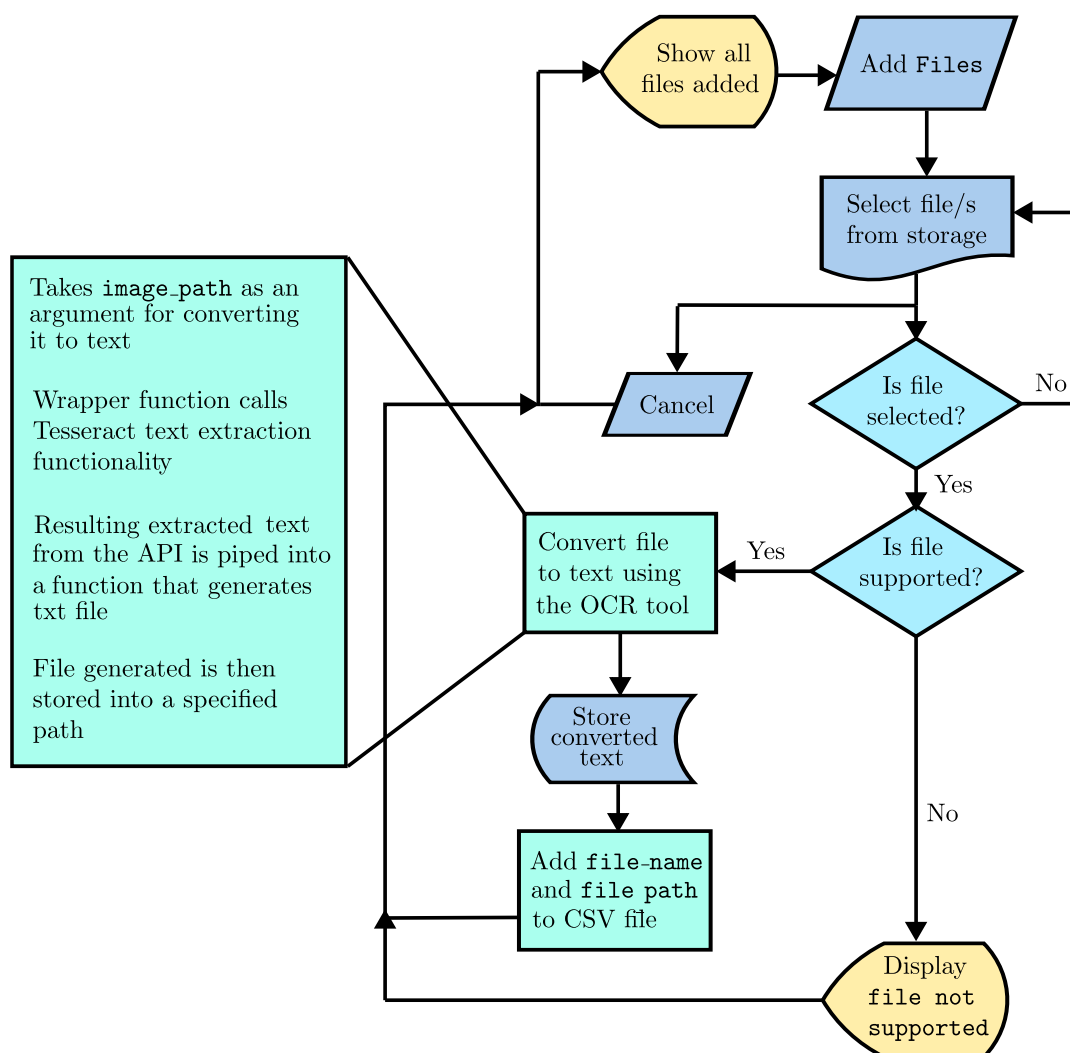 Show all
files added
Add Files
Select file/s
from storage
Takes image_path as an
argument for converting
it to text
Wrapper function calls
Tesseract text extraction
functionality
Resulting extracted text
from the API is piped into
a function that generates
txt file
File generated is then
stored into a specified
path
Cancel
Is file
selected?
No
Yes
Is file
supported?
Yes
Convert file
to text using
the OCR tool
Store
converted
text
No
Add file-name
and file path
to CSV file
Display
file not
supported